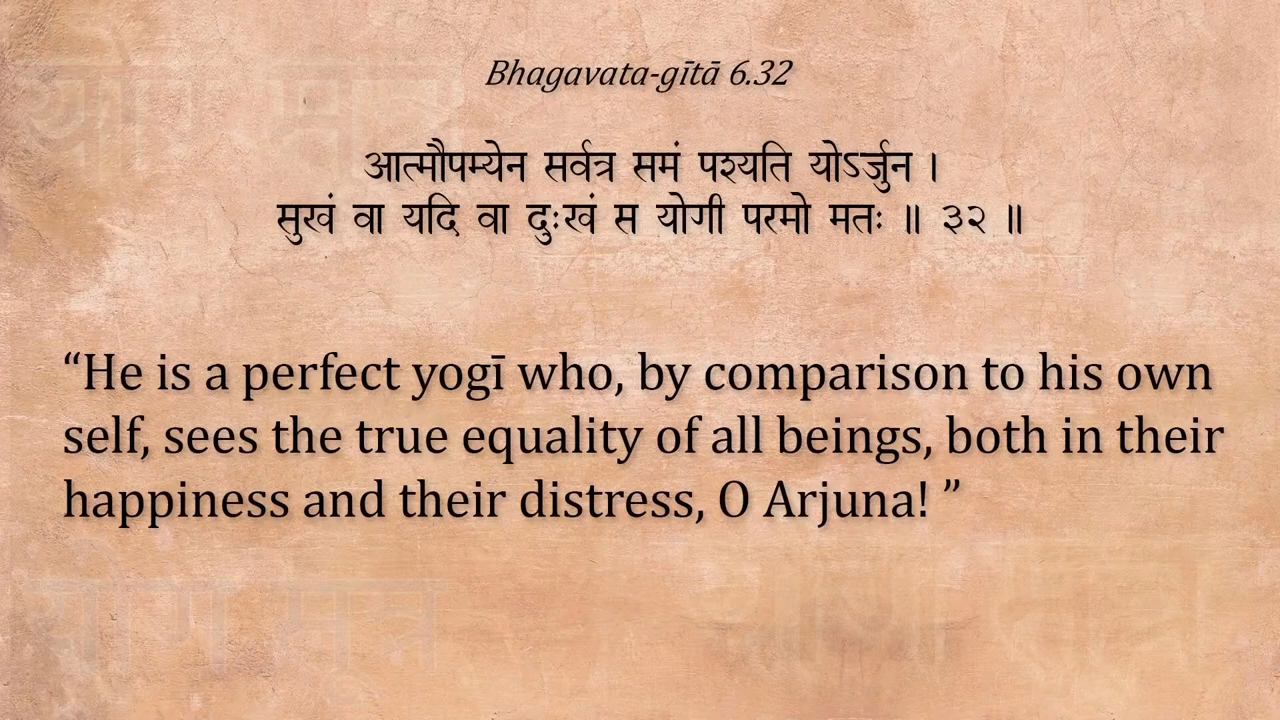 Bhagavata-gītā 6.32
आत्मौपम्येन सर्वत्र समं पश्यति योऽर्जुन ।
सुखं वा यदि वा दुःखं स योगी परमो मतः ॥ ३२ ॥
“He is a perfect yogī who, by comparison to his own
self, sees the true equality of all beings, both in their
happiness and their distress, O Arjuna! ”
योग सूत्र
योग सूत्र
योग सूत्र